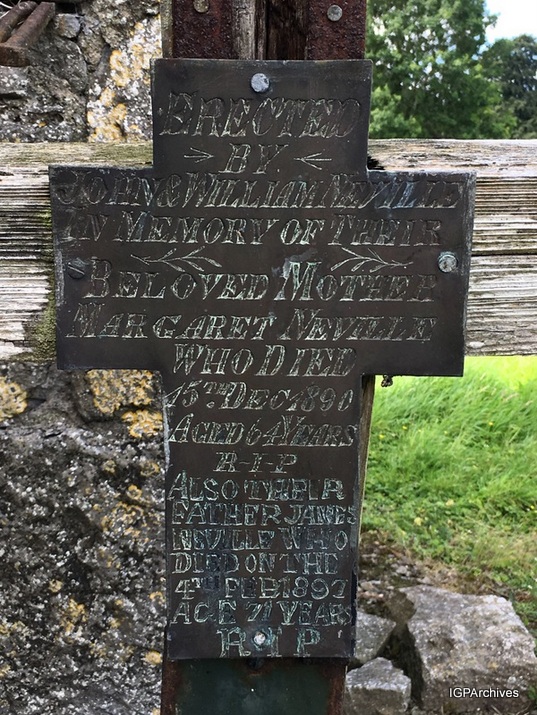 ERECTED
BY
JOHN & WILLIAM NEVILLE
IN MEMORY OF THEIR
BELOVED MOTHER
MARGARET NEVILLE
WHO DIED
15TH DEC 1890
AGED 64 YEARS
R-I-P
ALSO THEIR
FATHER JAMES
NEVILLE WHO
DIED ON THE
4TH FEB 1897
AGE 71 YEARS
R I P
IGPArchives